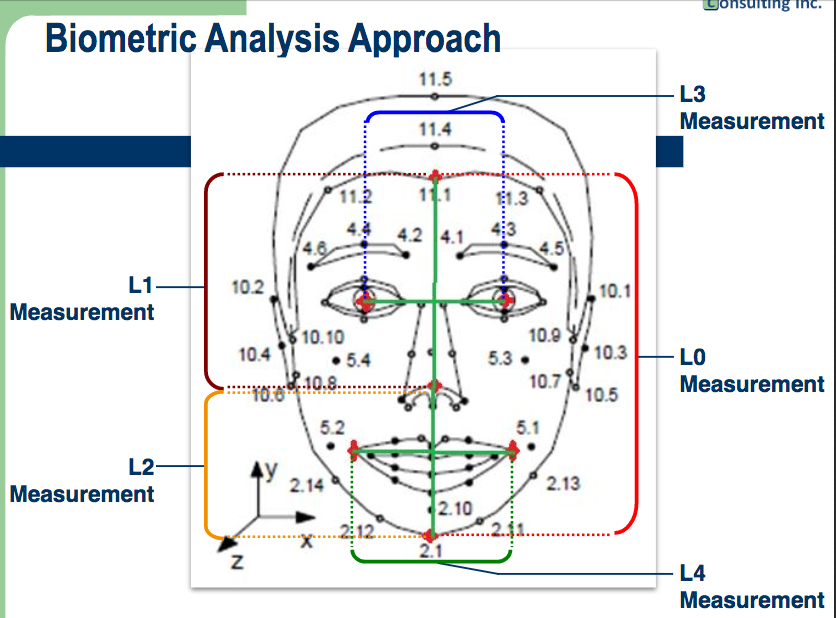 Consulting Inc.
Biometric Analysis Approach
11.5
L3
Measurement
11.4
11.2
11.1
11.3
4.4
4.2
4.1
4.3
4.6
4.5
L1
Measurement
10.2
10.1
10.10
10.9
10.4
5.4
5.3
10.3
L0
Measurement
10.6
10.8
10.7
10.5
5.2
5.1
L2
Measurement
y
2.14
2.13
2.10
x
2.12
2.11
z
2.1
L4
Measurement